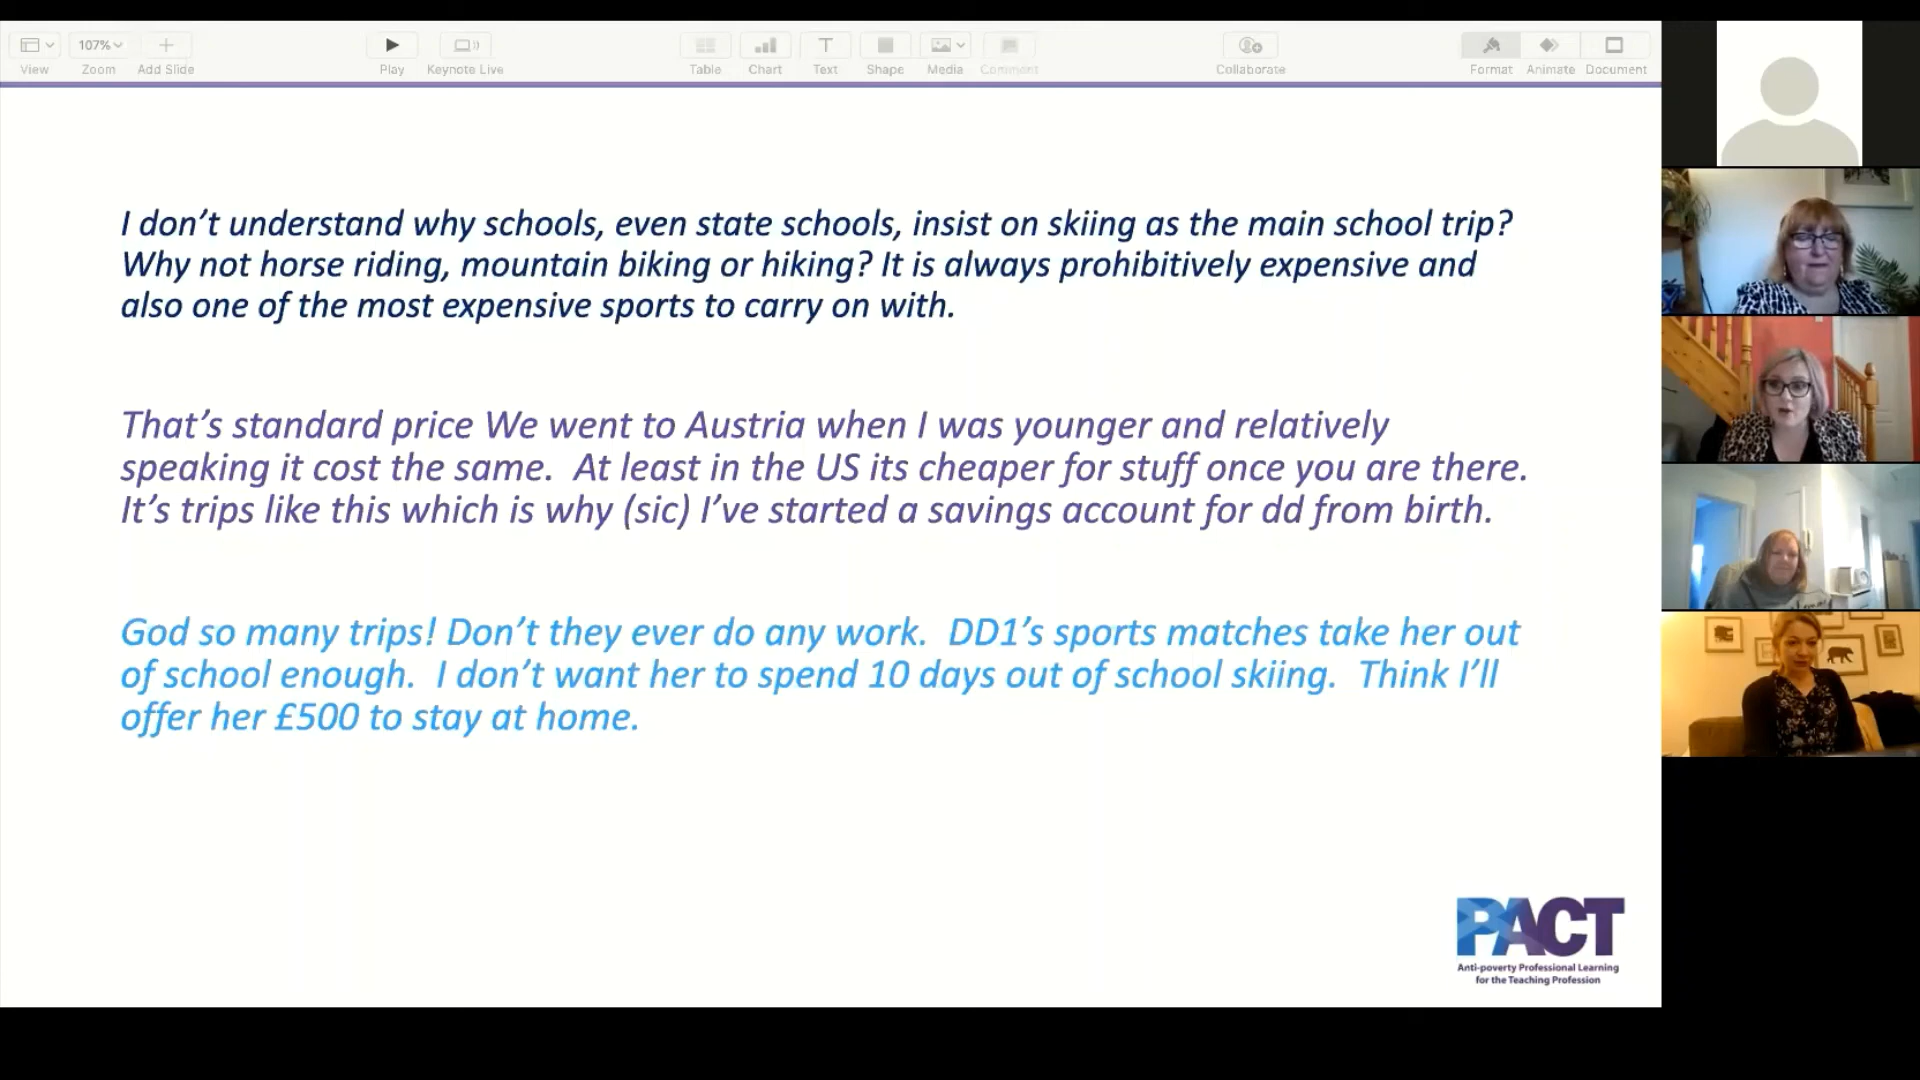 107%
View
Zoom
Add Slide
Play
Keynote Live
Table
Chart
Text
Shape
Media
Comment
Collaborate
Format
Animate
Document
I don’t understand why schools, even state schools, insist on skiing as the main school trip?
Why not horse riding, mountain biking or hiking? It is always prohibitively expensive and
also one of the most expensive sports to carry on with.
That’s standard price We went to Austria when I was younger and relatively
speaking it cost the same.  At least in the US its cheaper for stuff once you are there.
It’s trips like this which is why (sic) I’ve started a savings account for dd from birth.
God so many trips! Don’t they ever do any work.  DD1’s sports matches take her out
of school enough.  I don’t want her to spend 10 days out of school skiing.  Think I’ll
offer her £500 to stay at home.
PACT
Anti-poverty Professional Learning
for the Teaching Profession